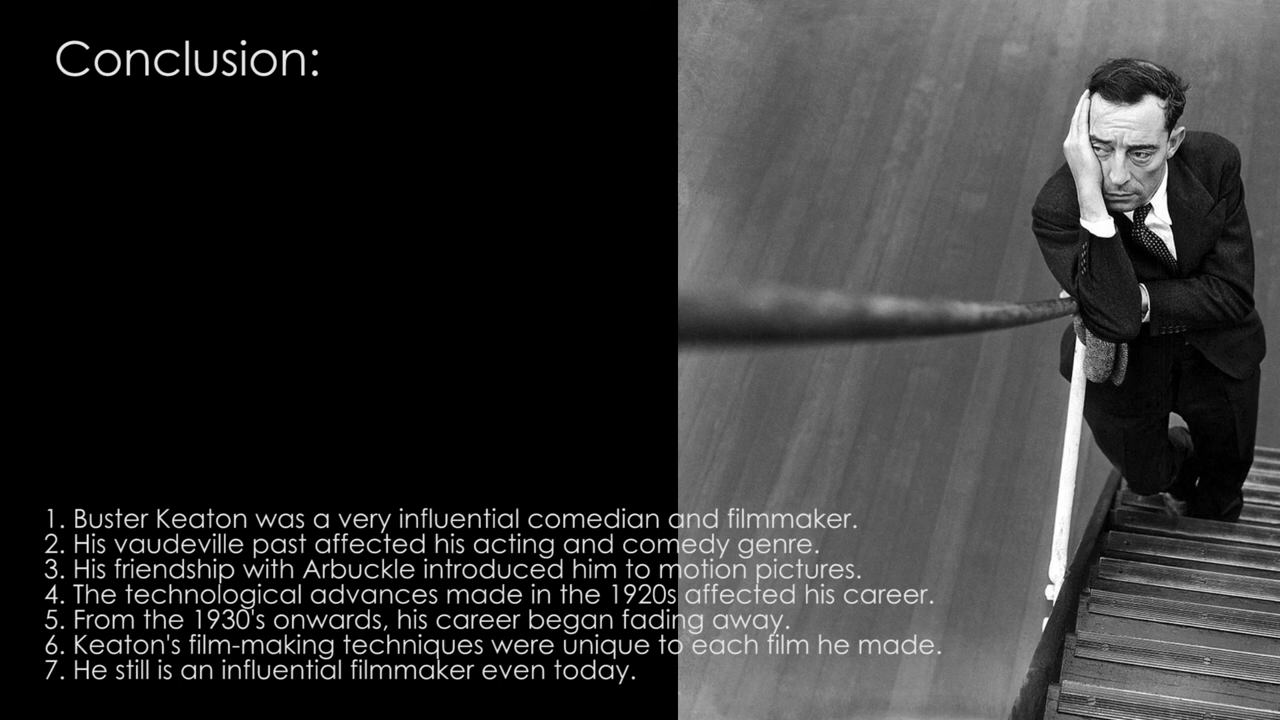 Conclusion:
1. Buster Keaton was a very influential comedian and filmmaker.
2. His vaudeville past affected his acting and comedy genre.
3. His friendship with Arbuckle introduced him to motion pictures.
4. The technological advances made in the 1920s affected his career.
5. From the 1930's onwards, his career began fading away.
6. Keaton's film-making techniques were unique to each film he made.
7. He still is an influential filmmaker even today.